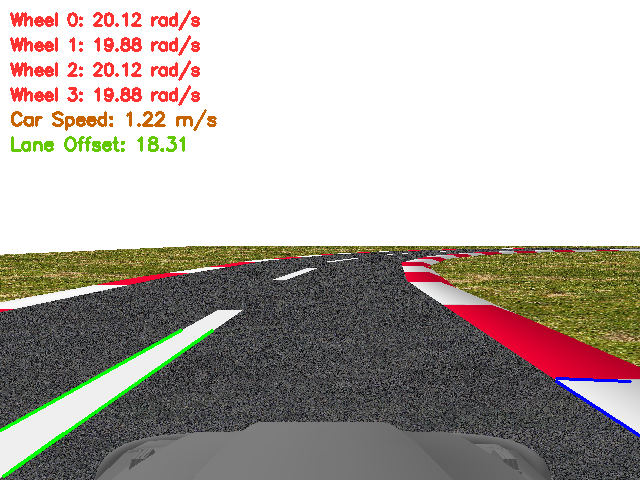 Wheel 0: 20.12 rad/s
Wheel 1: 19.88 rad/s
Wheel 2: 20.12 rad/s
Wheel 3: 19.88 rad/s
Car Speed: 1.22 m/s
Lane Offset: 18.31